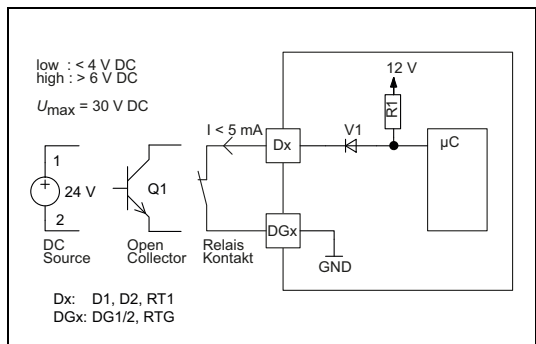 low : < 4 V DC
high : > 6 V DC
Umax = 30 V DC
12 V
R1
I < 5 mA
V1
Dx
µC
1
24 V
2
Q1
DGx
DC
Source
Open
Collector
Relais
Kontakt
GND
Dx: D1, D2, RT1
DGx: DG1/2, RTG